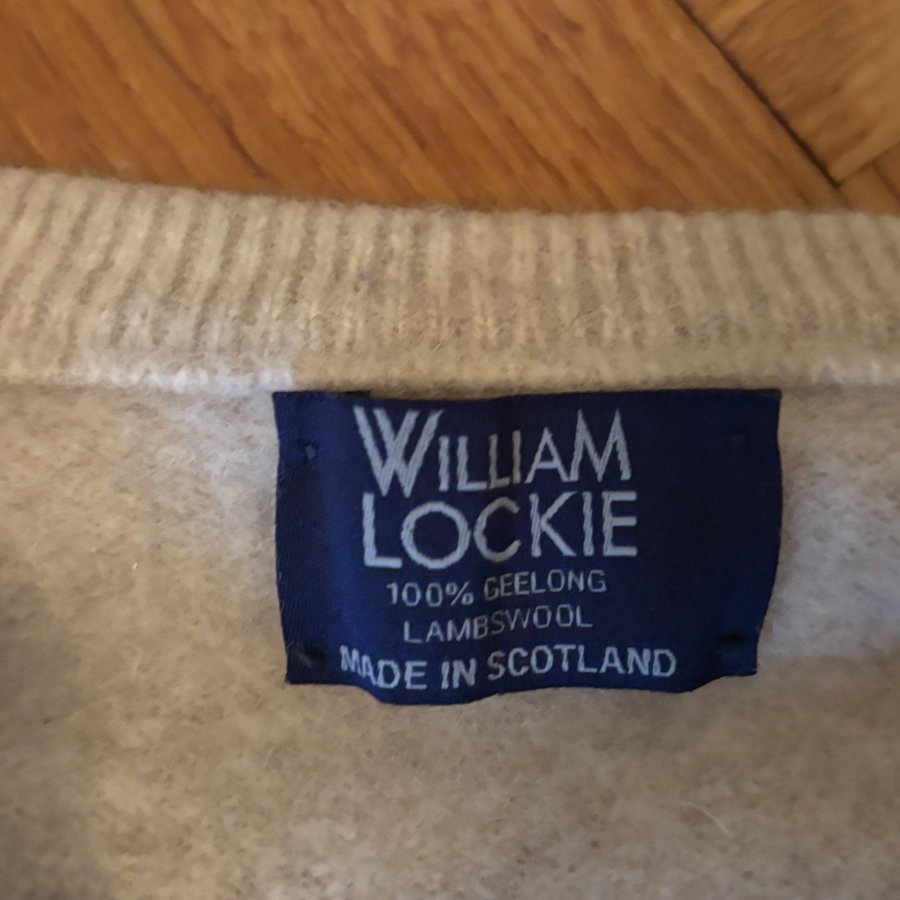 WILLIAM
LOCKIE
100% GEELONG
LAMBSWOOL
MADE IN SCOTLAND